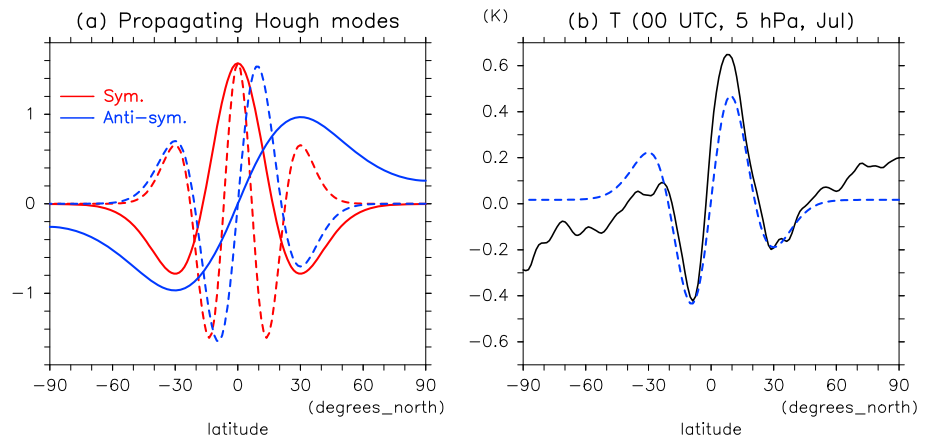 (a) Propagating Hough modes
Sym.
Anti−sym.
1
0
−1
−90 −60 −30 0 30 60 90
(degrees_north)
latitude
(K)
(b) T (00 UTC, 5 hPa, Jul)
0.6
0.4
0.2
0.0
−0.2
−0.4
−0.6
−90 −60 −30 0 30 60 90
(degrees_north)
latitude